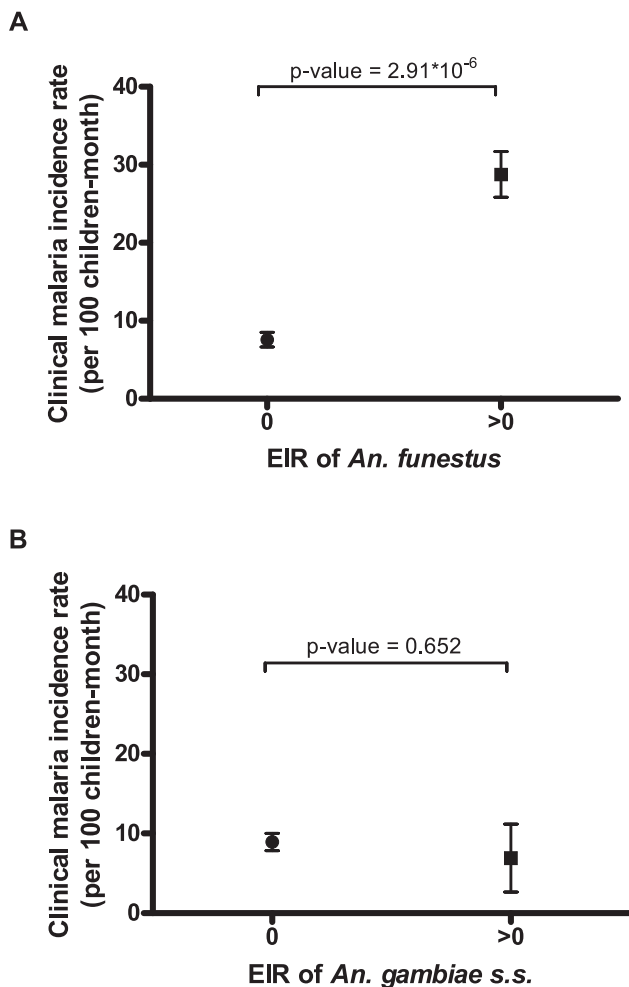 A
p-value = 2.91*10⁻⁶
Clinical malaria incidence rate
(per 100 children-month)
40
30
20
10
0
0
>0
EIR of An. funestus
B
p-value = 0.652
Clinical malaria incidence rate
(per 100 children-month)
40
30
20
10
0
0
>0
EIR of An. gambiae s.s.